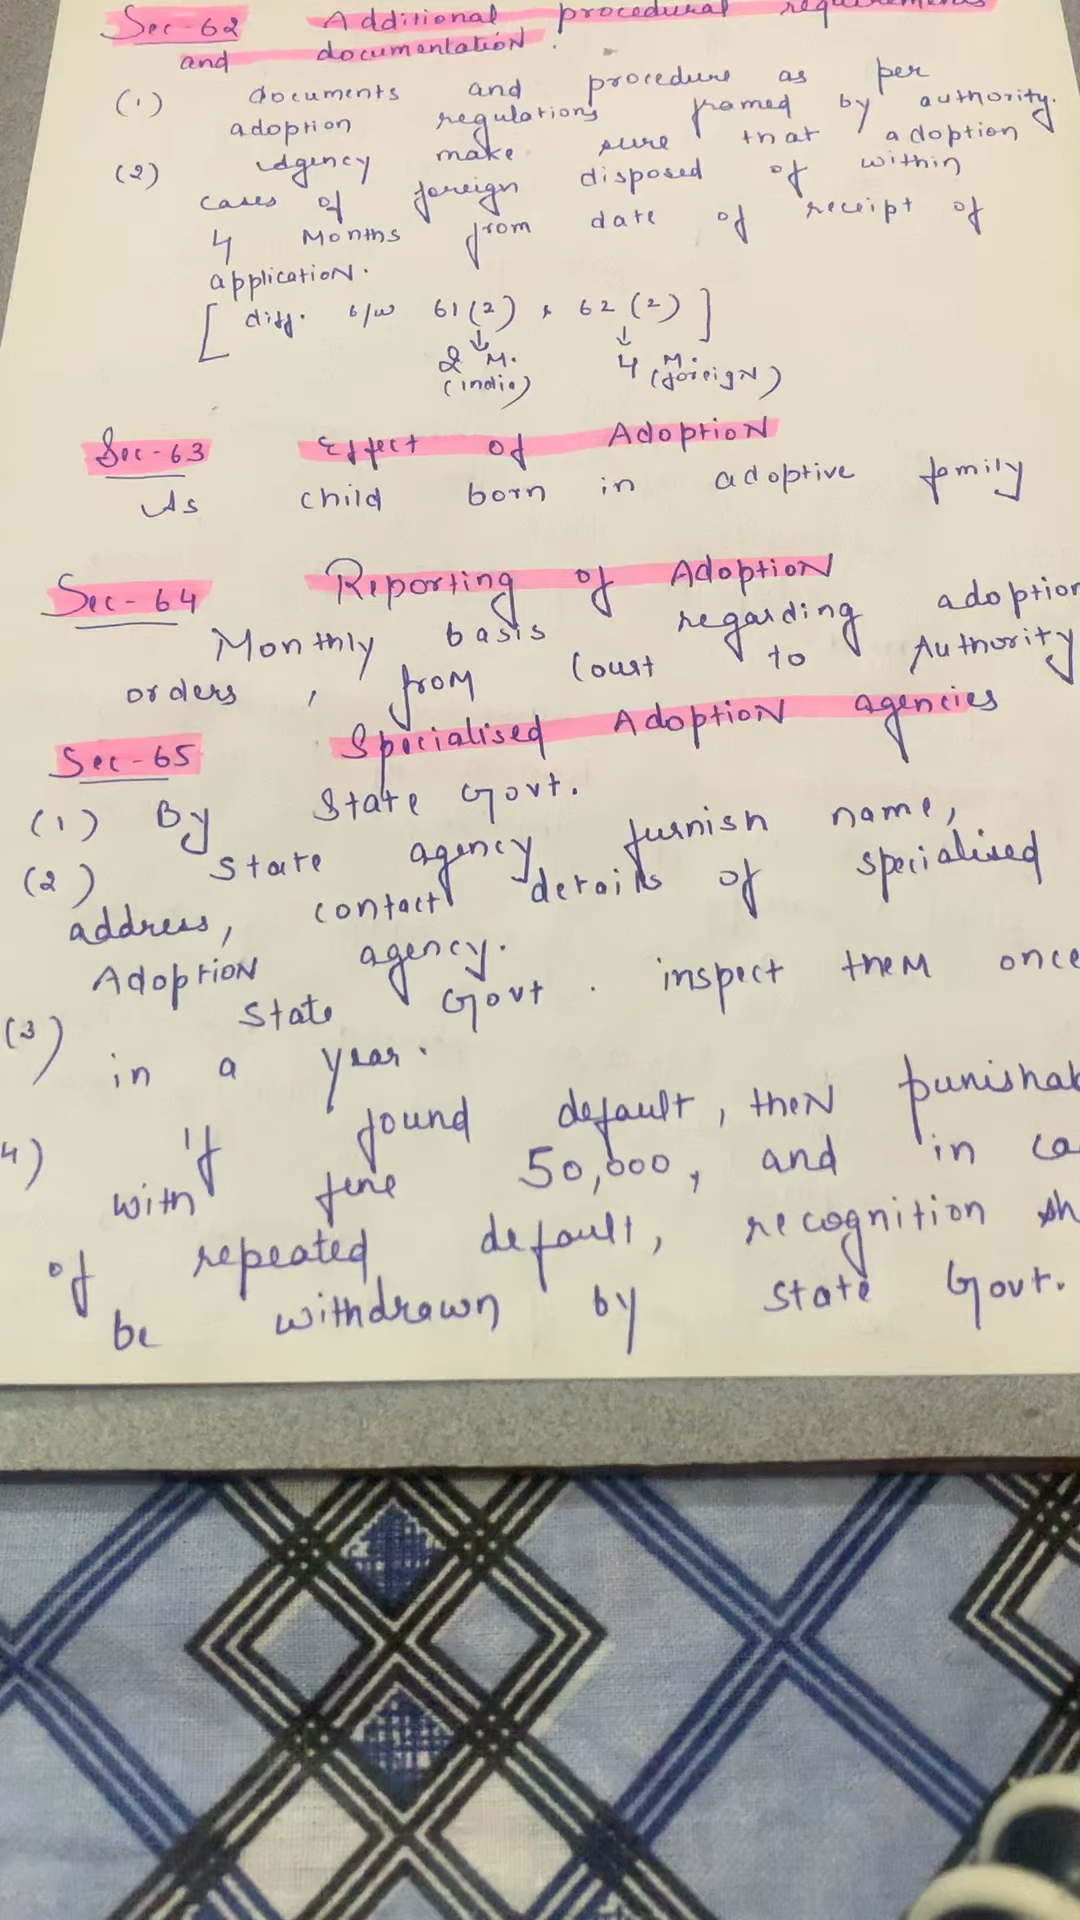 Sec-62 Additional procedural requirements
and documentation.
(1) documents and procedure as per
adoption regulations framed by authority.
(2) Agency make sure that adoption
cases of foreign disposed of within
4 Months from date of receipt of
application.
[ diff. b/w 61(2) & 62(2) ]
↓ ↓
2 M. 4 M.
(india) (foreign)
Sec-63 Effect of Adoption
As child born in adoptive family
Sec-64 Reporting of Adoption
Monthly basis regarding adoption
orders, from Court to Authority
Sec-65 Specialised Adoption agencies
(1) By State Govt.
(2) State agency furnish name,
address, contact details of specialised
Adoption agency.
(3) State Govt. inspect them once
in a year.
4) if found default, then punishab
with fine 50,000, and in ca
of repeated default, recognition sh
be withdrawn by State Govt.